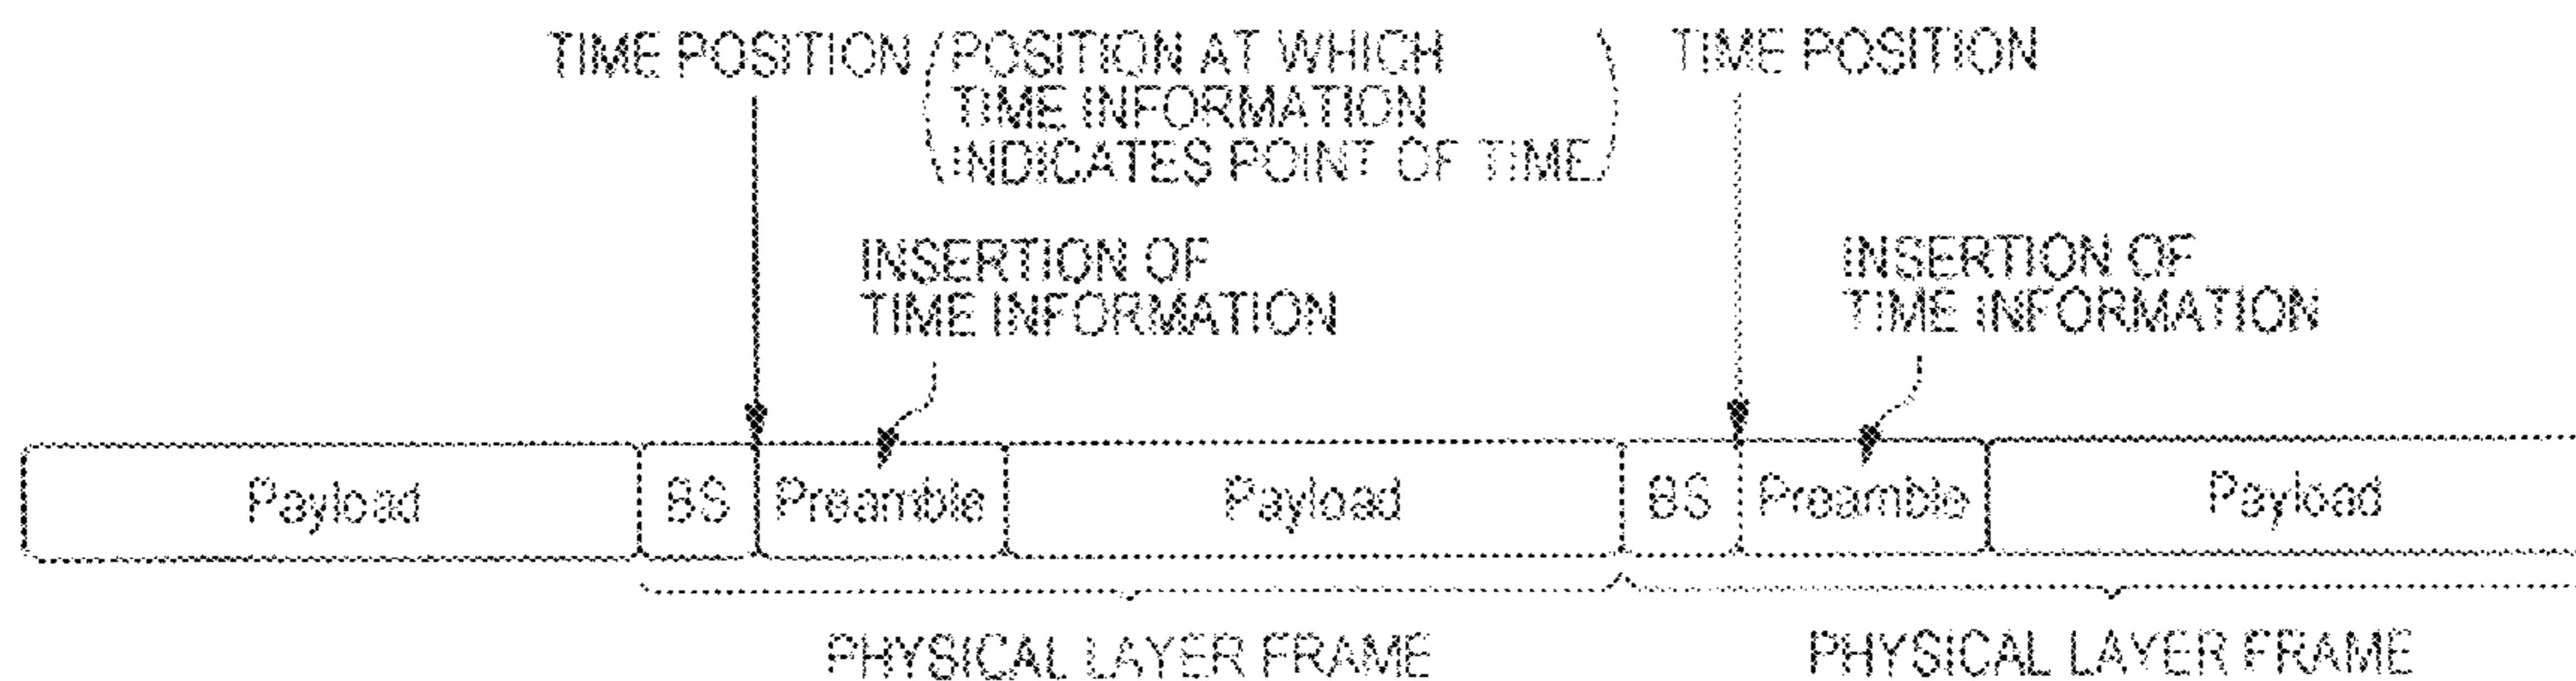 TIME POSITION
(POSITION AT WHICH
TIME INFORMATION
INDICATES POINT OF TIME)
TIME POSITION
INSERTION OF
TIME INFORMATION
INSERTION OF
TIME INFORMATION
Payload BS Preamble Payload BS Preamble Payload
PHYSICAL LAYER FRAME PHYSICAL LAYER FRAME